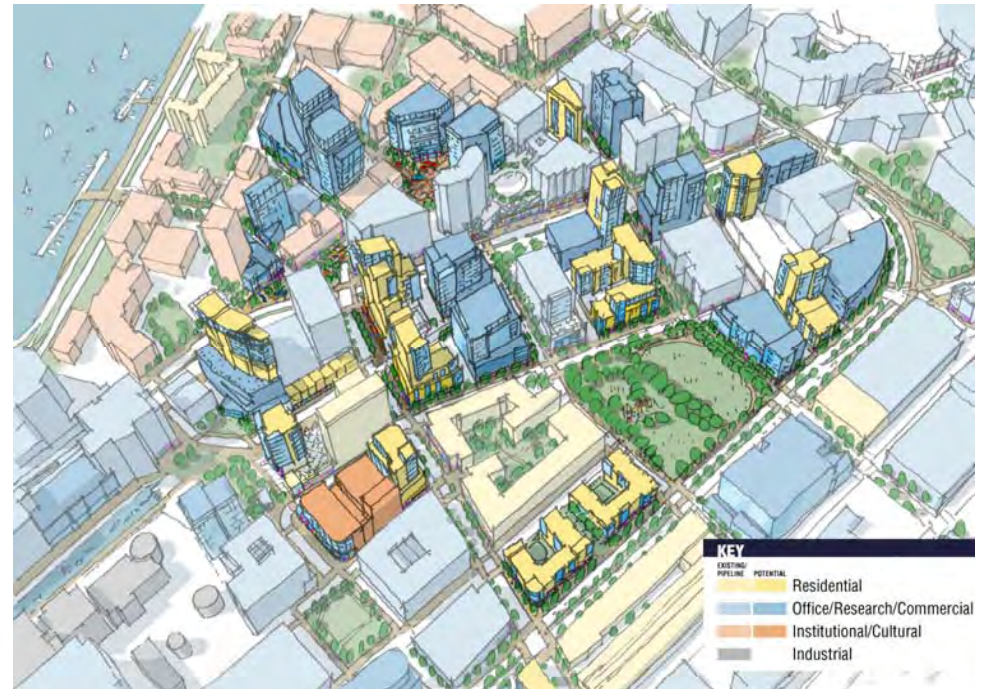 KEY
EXISTING/ PIPELINE POTENTIAL
Residential
Office/Research/Commercial
Institutional/Cultural
Industrial